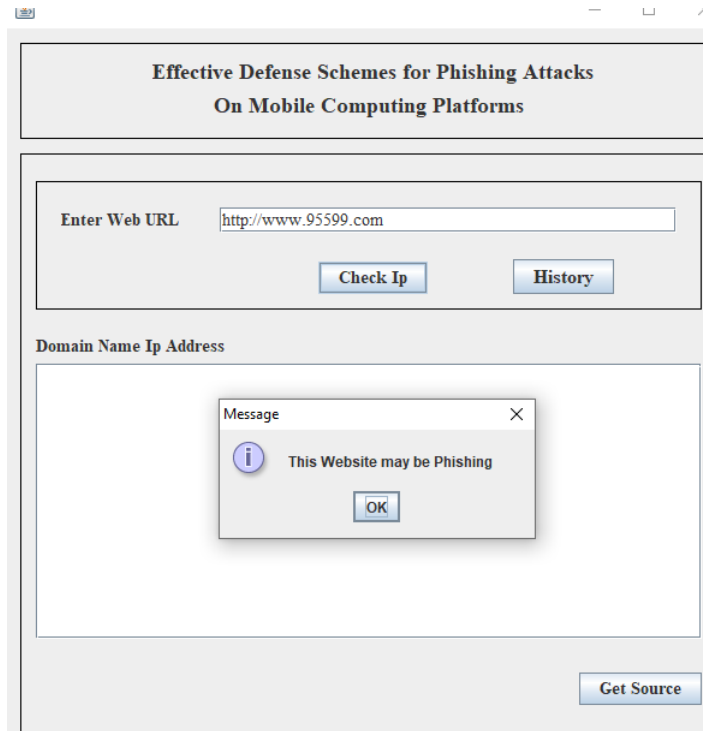 Effective Defense Schemes for Phishing Attacks
On Mobile Computing Platforms
Enter Web URL http://www.95599.com
Check Ip History
Domain Name Ip Address
Message
This Website may be Phishing
OK
Get Source